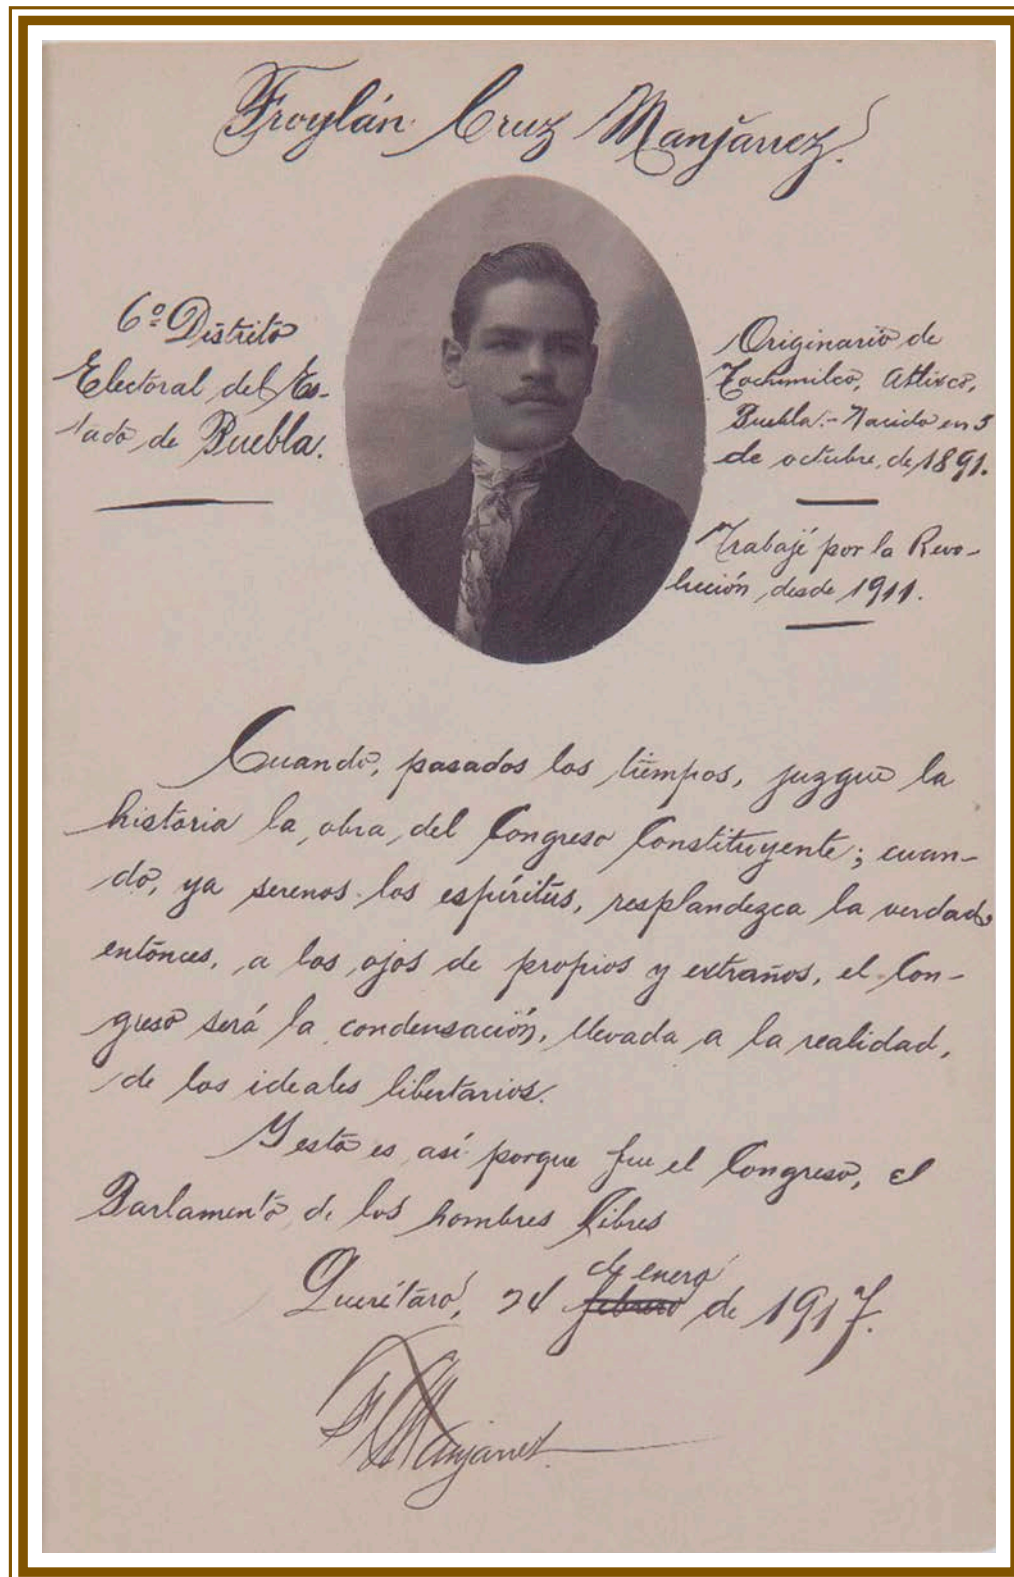 Froylán Cruz Manjárrez.
6º Distrito
Electoral del Es-
tado de Puebla.
Originario de
Tochimilco, Atlixco,
Puebla.- Nacido en 5
de octubre, de 1891.
Trabajé por la Revo-
lución, desde 1911.
Cuando, pasados los tiempos, juzgue la
historia la obra del Congreso Constituyente; cuan-
do, ya serenos los espíritus, resplandezca la verdad,
entónces, a los ojos de propios y extraños, el Con-
greso será la condensación, llevada a la realidad,
de los ideales libertarios.
Y esto es así porque fue el Congreso, el
Parlamento de los hombres libres
de enero
Querétaro, 24 febrero de 1917.
F. C. Manjarrez.